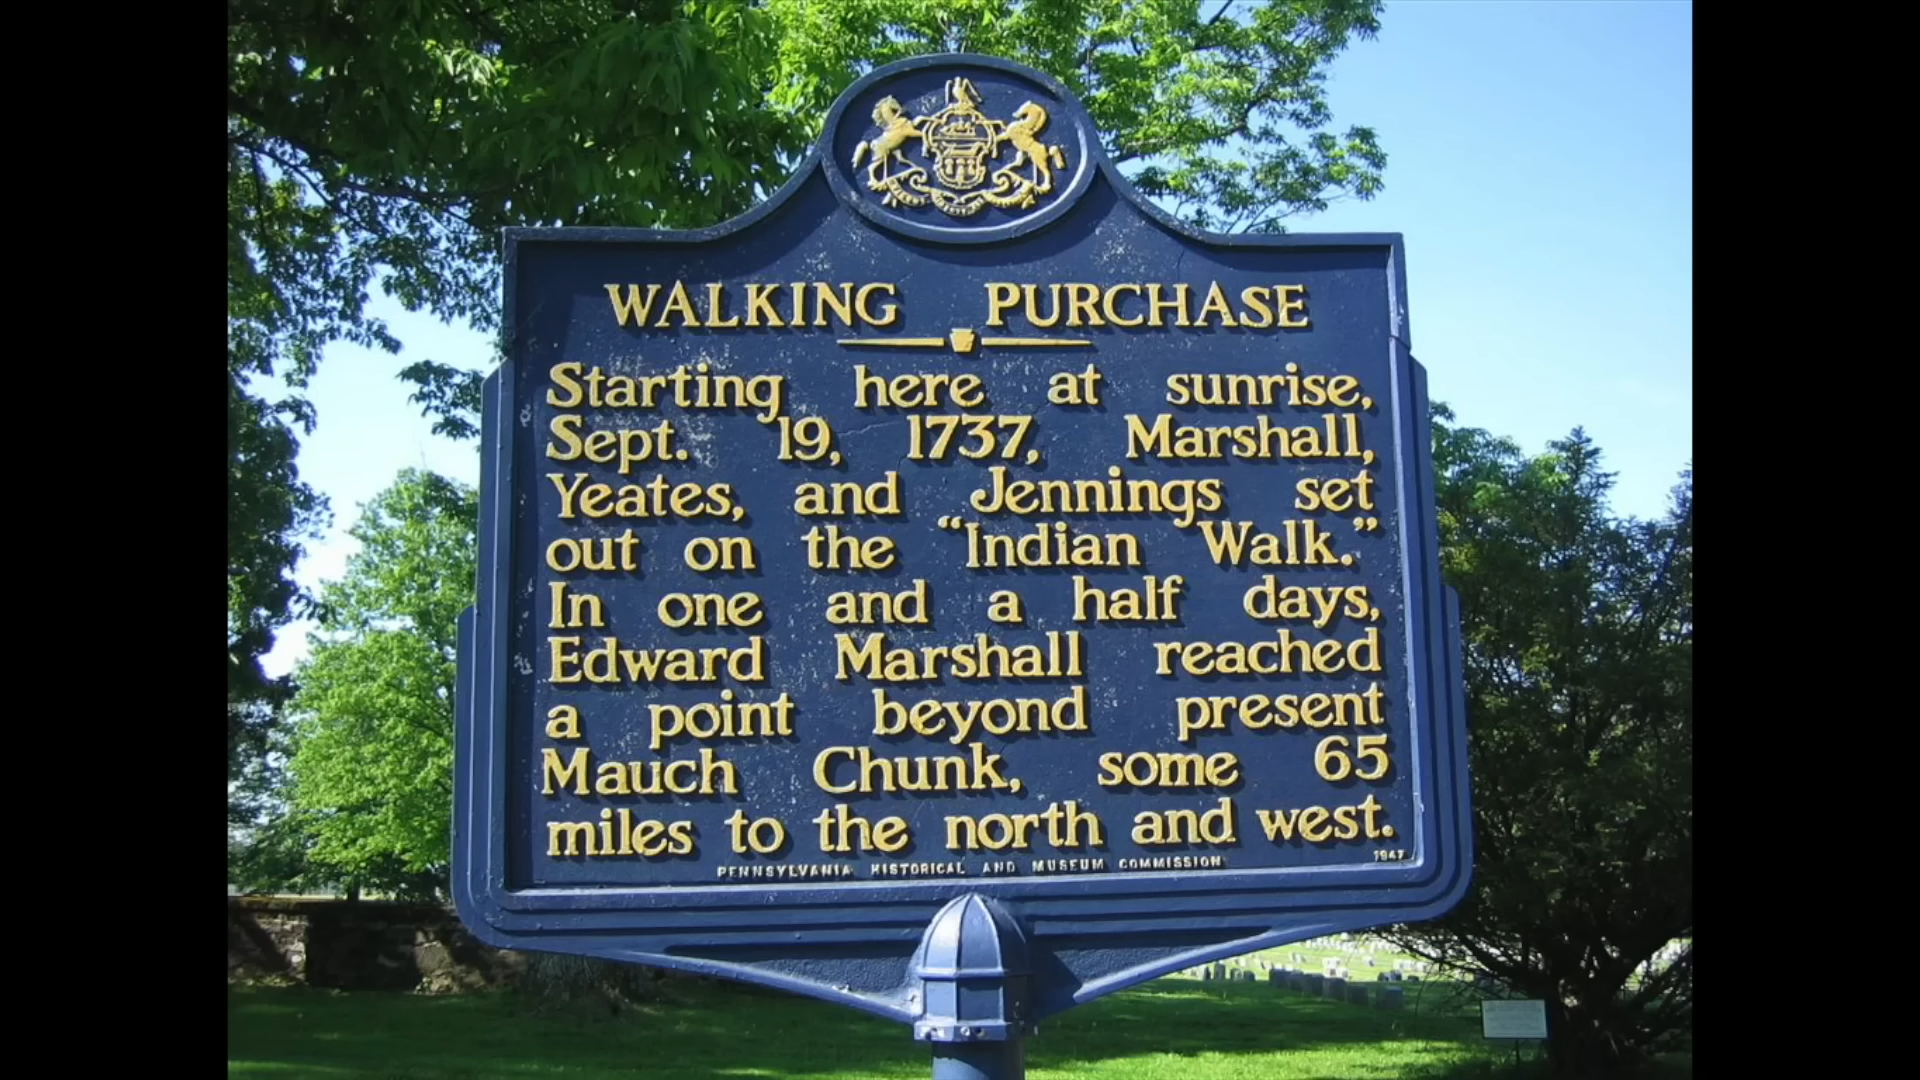 WALKING PURCHASE
Starting here at sunrise,
Sept. 19, 1737, Marshall,
Yeates, and Jennings set
out on the "Indian Walk."
In one and a half days,
Edward Marshall reached
a point beyond present
Mauch Chunk, some 65
miles to the north and west.
PENNSYLVANIA HISTORICAL AND MUSEUM COMMISSION 1947